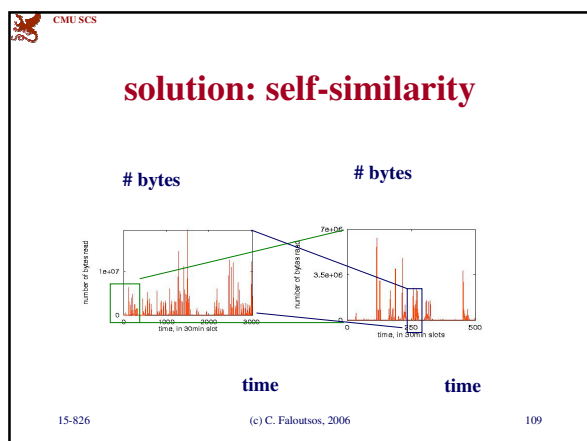 CMU SCS
solution: self-similarity
# bytes
# bytes
number of bytes read
1e+07
0
0 1000 2000 3000
time, in 30min slot
number of bytes read
7e+06
3.5e+06
0
0 250 500
time, in 30min slots
time
time
15-826 (c) C. Faloutsos, 2006 109